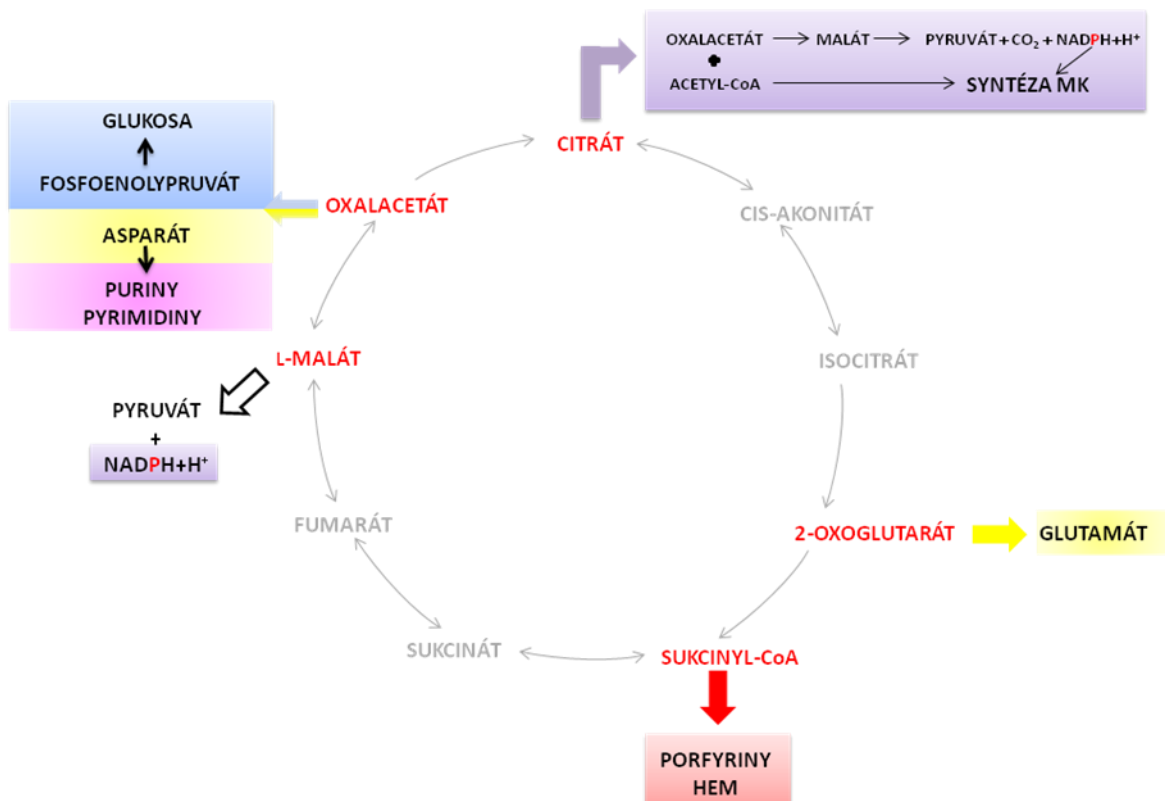 OXALACETÁT → MALÁT → PYRUVÁT + CO₂ + NADPH+H⁺
+
ACETYL-CoA → SYNTÉZA MK
CITRÁT
GLUKOSA
FOSFOENOLYPRUVÁT
OXALACETÁT
CIS-AKONITÁT
ASPARÁT
PURINY
PYRIMIDINY
L-MALÁT
ISOCITRÁT
PYRUVÁT
+
NADPH+H⁺
FUMARÁT
2-OXOGLUTARÁT
GLUTAMÁT
SUKCINÁT
SUKCINYL-CoA
PORFYRINY
HEM